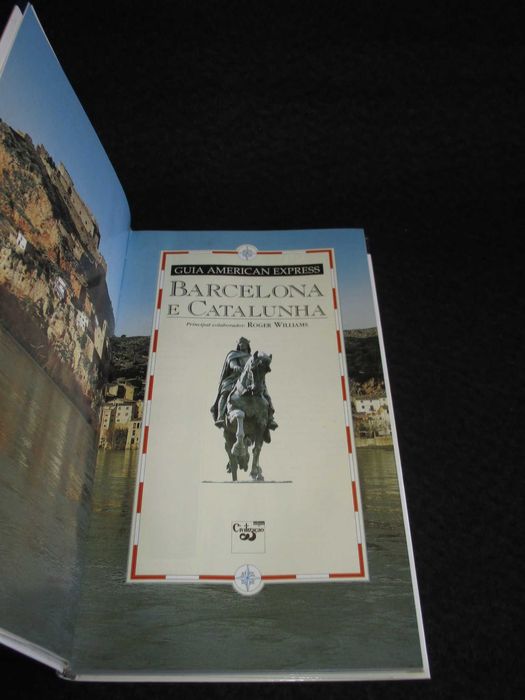 GUIA AMERICAN EXPRESS
BARCELONA
E CATALUNHA
Principal colaborador: ROGER WILLIAMS
Civilização